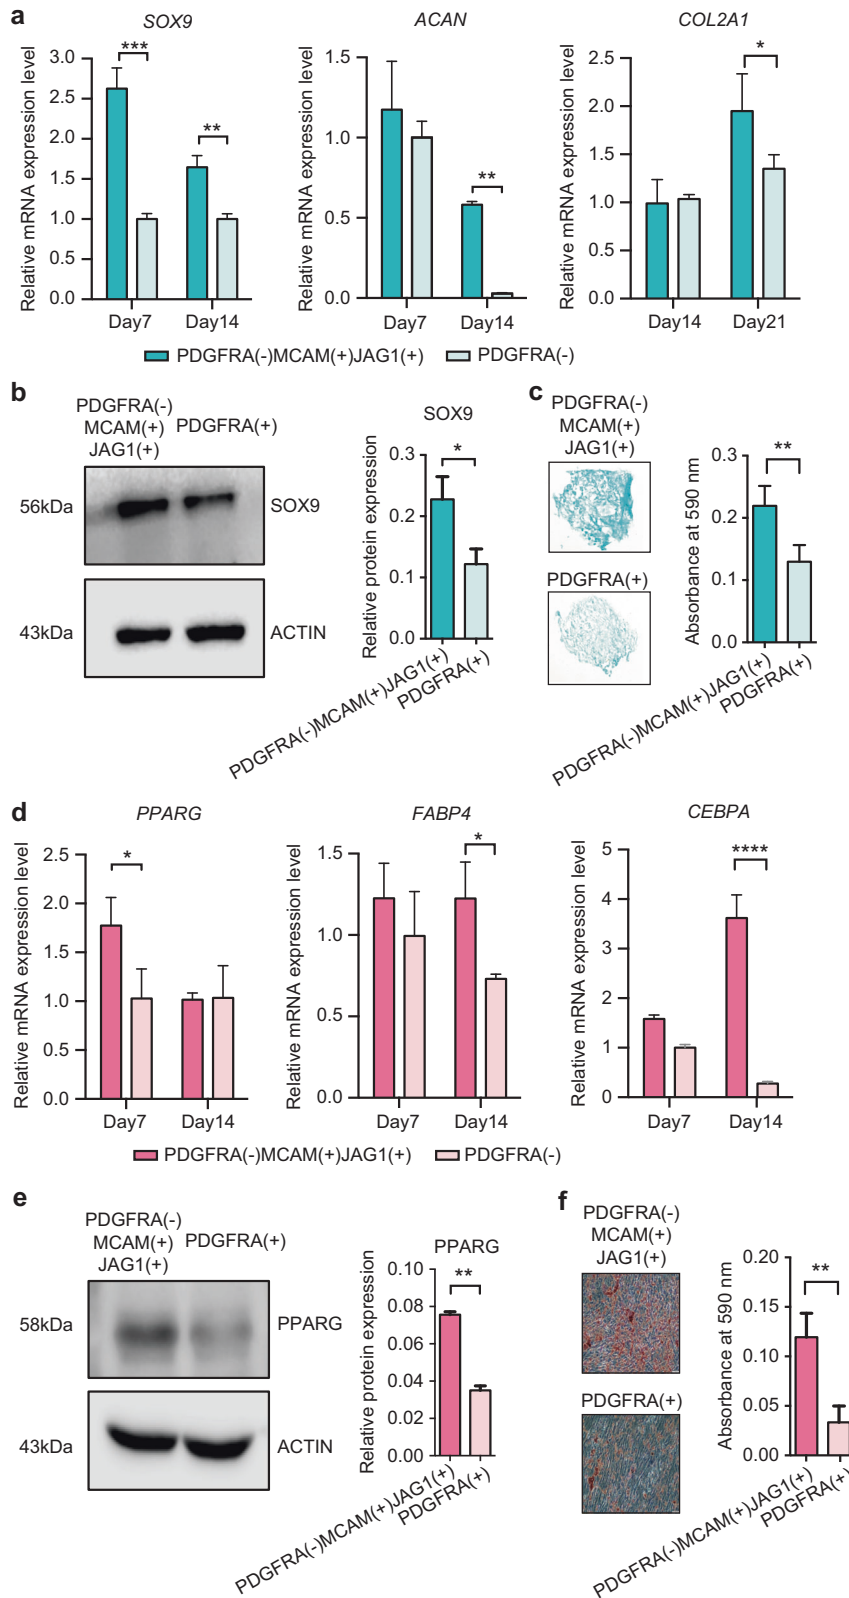 a
SOX9
ACAN
COL2A1
Relative mRNA expression level
3.0
2.5
2.0
1.5
1.0
0.5
0.0
***
**
Day7
Day14
Relative mRNA expression level
1.5
1.0
0.5
0.0
**
Day7
Day14
Relative mRNA expression level
2.5
2.0
1.5
1.0
0.5
0.0
*
Day14
Day21
PDGFRA(-)MCAM(+)JAG1(+)
PDGFRA(-)
b
PDGFRA(-)
MCAM(+)
JAG1(+)
PDGFRA(+)
56kDa
SOX9
43kDa
ACTIN
SOX9
Relative protein expression
0.3
0.2
0.1
0.0
*
PDGFRA(-)MCAM(+)JAG1(+)
PDGFRA(+)
c
PDGFRA(-)
MCAM(+)
JAG1(+)
PDGFRA(+)
Absorbance at 590 nm
0.3
0.2
0.1
0.0
**
PDGFRA(-)MCAM(+)JAG1(+)
PDGFRA(+)
d
PPARG
FABP4
CEBPA
Relative mRNA expression level
2.5
2.0
1.5
1.0
0.5
0.0
*
Day7
Day14
Relative mRNA expression level
1.5
1.0
0.5
0.0
*
Day7
Day14
Relative mRNA expression level
5
4
3
2
1
0
****
Day7
Day14
PDGFRA(-)MCAM(+)JAG1(+)
PDGFRA(-)
e
PDGFRA(-)
MCAM(+)
JAG1(+)
PDGFRA(+)
58kDa
PPARG
43kDa
ACTIN
PPARG
Relative protein expression
0.10
0.08
0.06
0.04
0.02
0.00
**
PDGFRA(-)MCAM(+)JAG1(+)
PDGFRA(+)
f
PDGFRA(-)
MCAM(+)
JAG1(+)
PDGFRA(+)
Absorbance at 590 nm
0.20
0.15
0.10
0.05
0.00
**
PDGFRA(-)MCAM(+)JAG1(+)
PDGFRA(+)